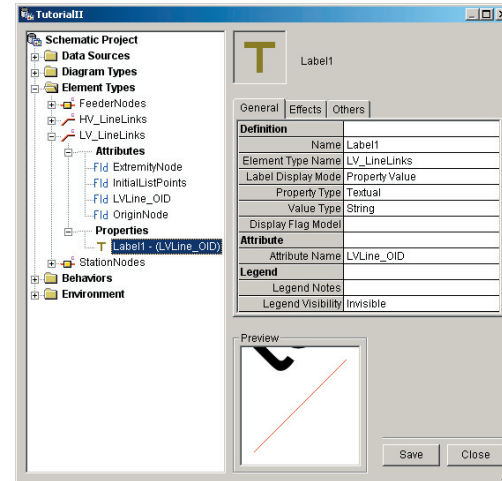 TutorialII
Schematic Project
Data Sources
Diagram Types
Element Types
FeederNodes
HV_LineLinks
LV_LineLinks
Attributes
Fld ExtremityNode
Fld InitialListPoints
Fld LVLine_OID
Fld OriginNode
Properties
T Label1 - (LVLine_OID)
StationNodes
Behaviors
Environment
T Label1
General Effects Others
Definition
Name Label1
Element Type Name LV_LineLinks
Label Display Mode Property Value
Property Type Textual
Value Type String
Display Flag Model
Attribute
Attribute Name LVLine_OID
Legend
Legend Notes
Legend Visibility Invisible
Preview
Save Close